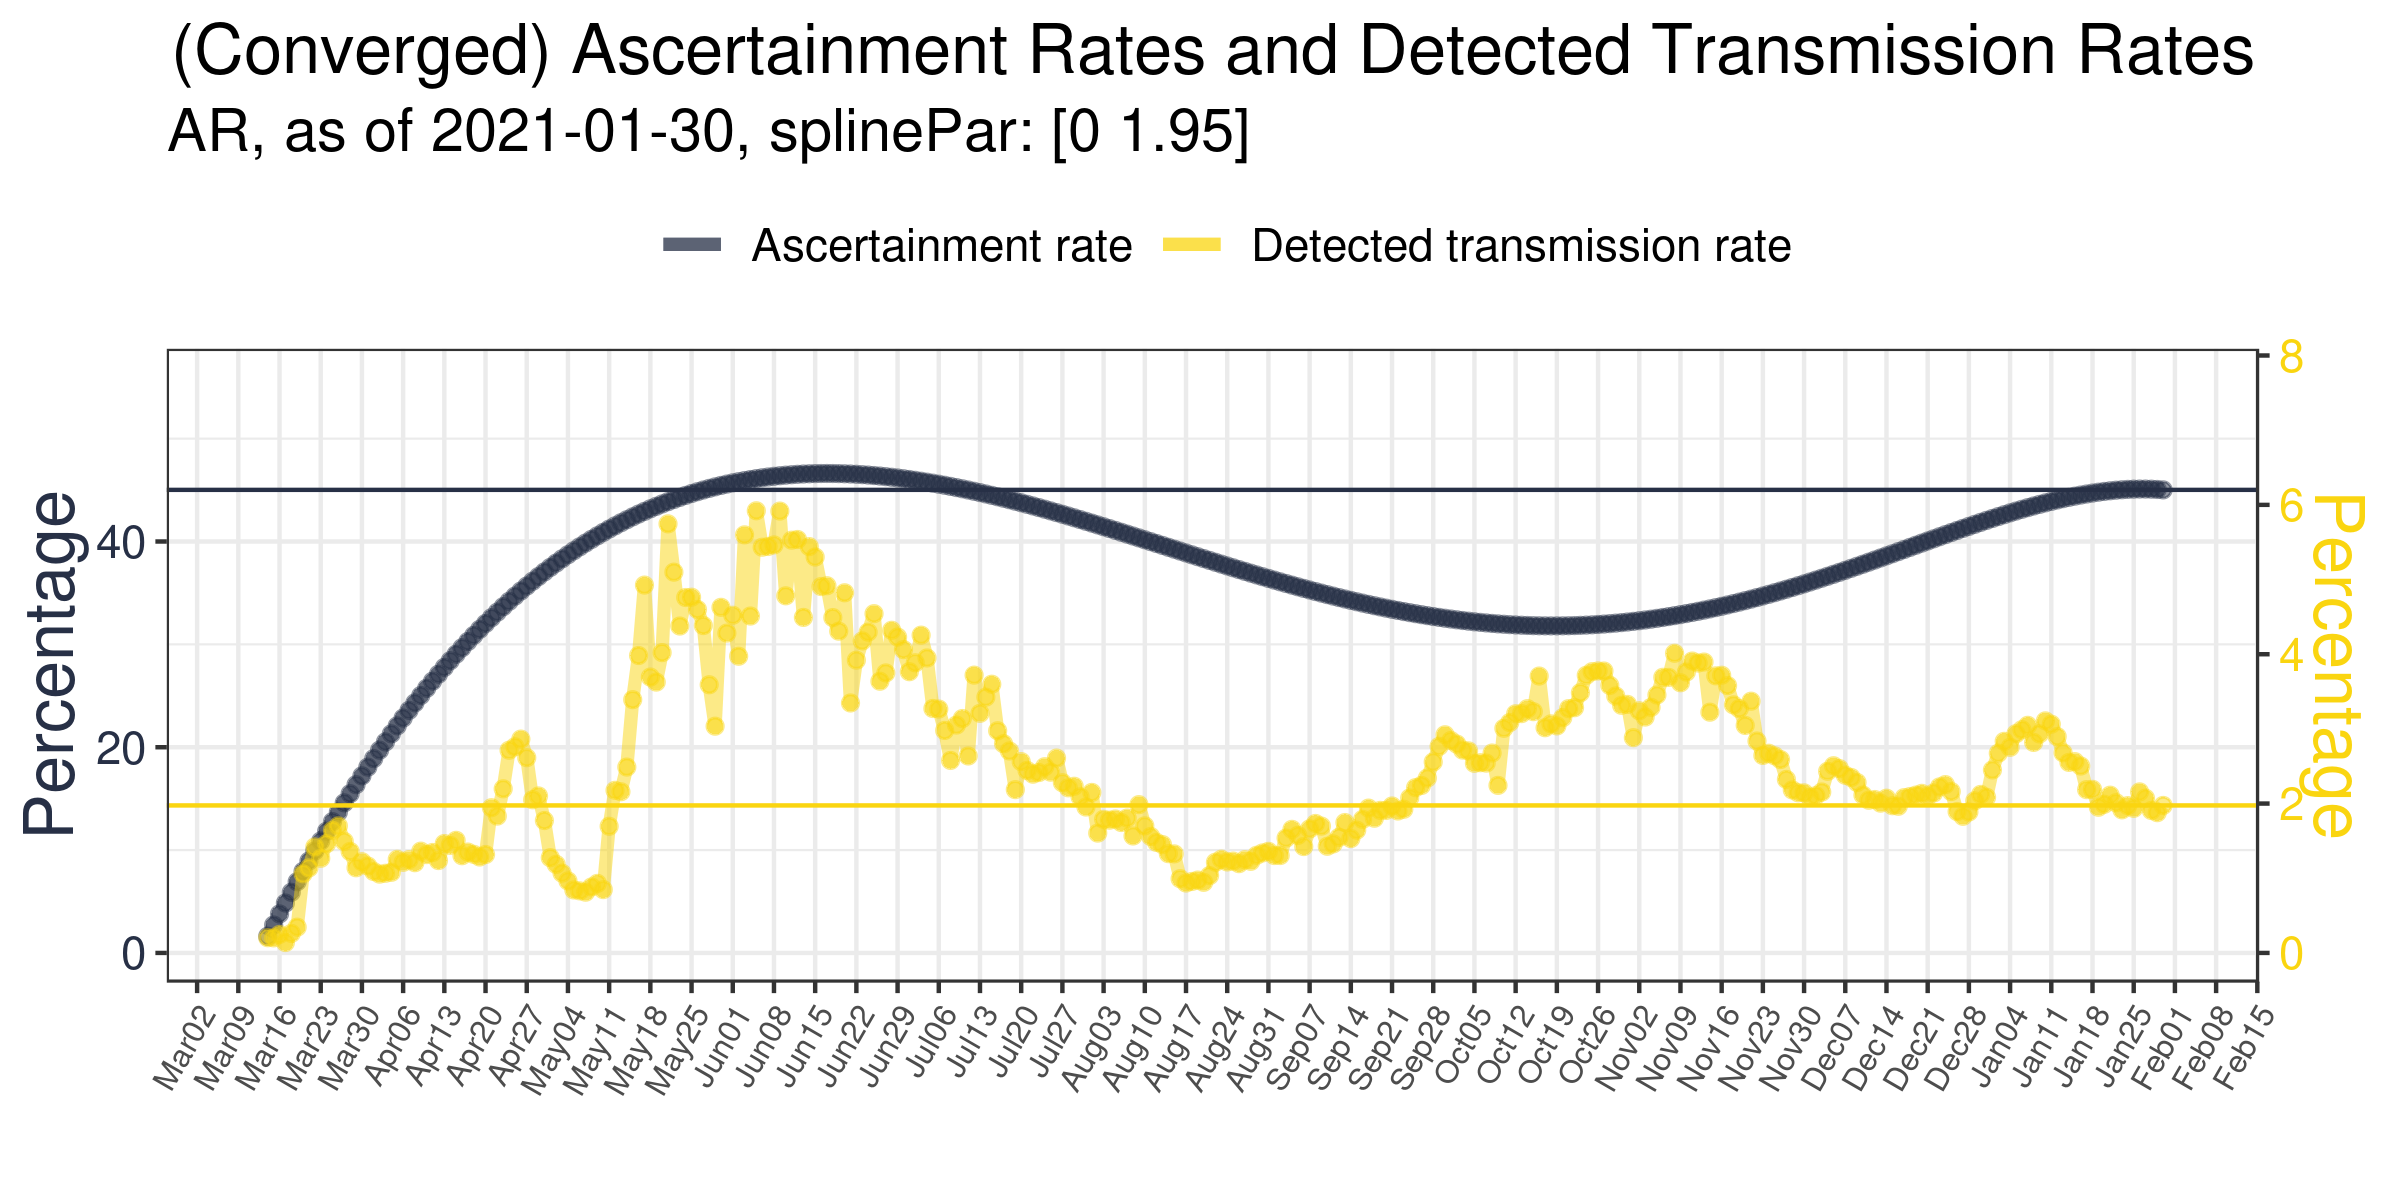 (Converged) Ascertainment Rates and Detected Transmission Rates
AR, as of 2021-01-30, splinePar: [0 1.95]
Ascertainment rate
Detected transmission rate
Percentage
40
20
0
8
6
4
2
0
Percentage
Mar02
Mar09
Mar16
Mar23
Mar30
Apr06
Apr13
Apr20
Apr27
May04
May11
May18
May25
Jun01
Jun08
Jun15
Jun22
Jun29
Jul06
Jul13
Jul20
Jul27
Aug03
Aug10
Aug17
Aug24
Aug31
Sep07
Sep14
Sep21
Sep28
Oct05
Oct12
Oct19
Oct26
Nov02
Nov09
Nov16
Nov23
Nov30
Dec07
Dec14
Dec21
Dec28
Jan04
Jan11
Jan18
Jan25
Feb01
Feb08
Feb15